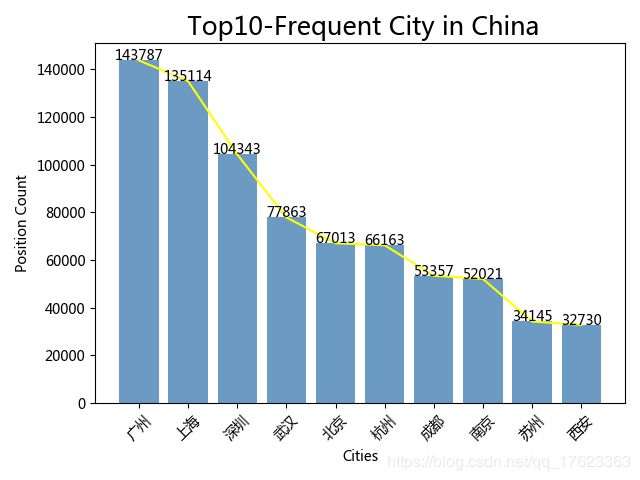 Top10-Frequent City in China
143787
135114
104343
77863
67013
66163
53357
52021
34145
32730
140000
120000
100000
80000
60000
40000
20000
0
Position Count
广州
上海
深圳
武汉
北京
杭州
成都
南京
苏州
西安
Cities
https://blog.csdn.net/qq_17623363